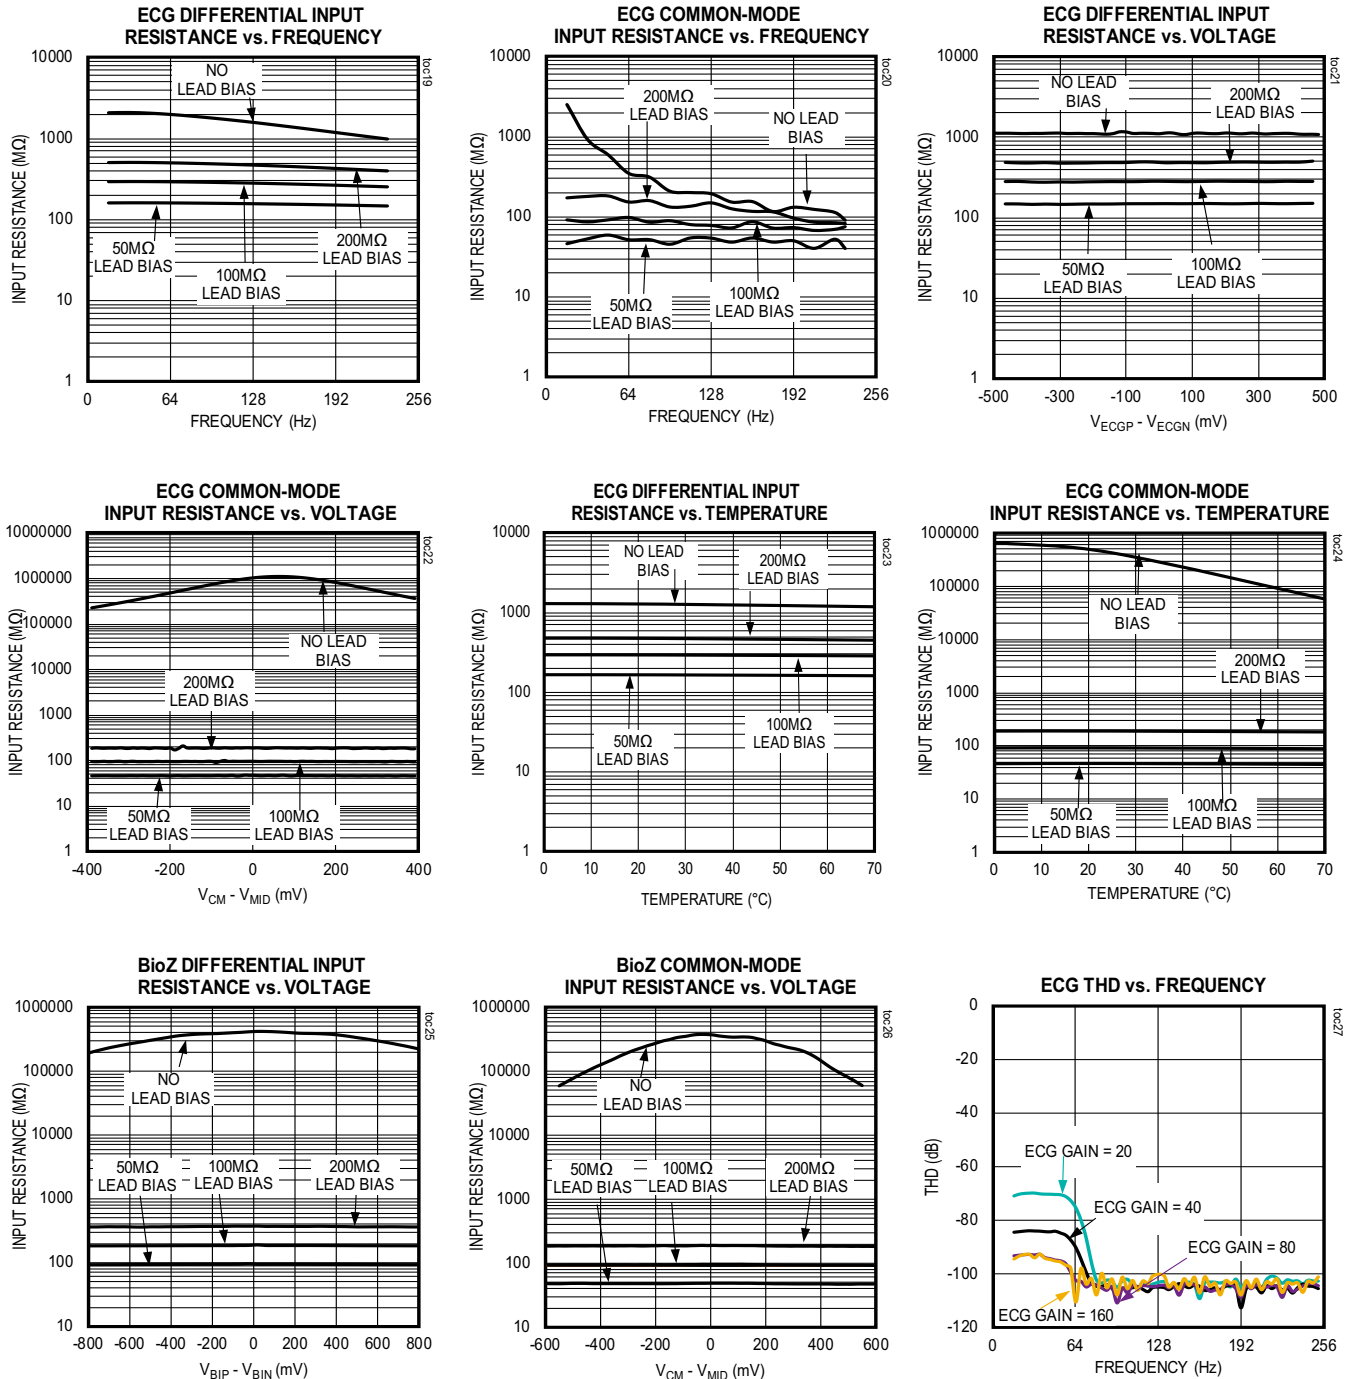 ECG DIFFERENTIAL INPUT
RESISTANCE vs. FREQUENCY
toc19
10000
1000
100
10
1
INPUT RESISTANCE (MΩ)
NO
LEAD BIAS
50MΩ
LEAD BIAS
100MΩ
LEAD BIAS
200MΩ
LEAD BIAS
0 64 128 192 256
FREQUENCY (Hz)
ECG COMMON-MODE
INPUT RESISTANCE vs. FREQUENCY
toc20
10000
1000
100
10
1
INPUT RESISTANCE (MΩ)
200MΩ
LEAD BIAS
NO LEAD
BIAS
50MΩ
LEAD BIAS
100MΩ
LEAD BIAS
0 64 128 192 256
FREQUENCY (Hz)
ECG DIFFERENTIAL INPUT
RESISTANCE vs. VOLTAGE
toc21
10000
1000
100
10
1
INPUT RESISTANCE (MΩ)
NO LEAD
BIAS
200MΩ
LEAD BIAS
50MΩ
LEAD BIAS
100MΩ
LEAD BIAS
-500 -300 -100 100 300 500
VECGP - VECGN (mV)
ECG COMMON-MODE
INPUT RESISTANCE vs. VOLTAGE
toc22
10000000
1000000
100000
10000
1000
100
10
1
INPUT RESISTANCE (MΩ)
NO LEAD
BIAS
200MΩ
LEAD BIAS
50MΩ
LEAD BIAS
100MΩ
LEAD BIAS
-400 -200 0 200 400
VCM - VMID (mV)
ECG DIFFERENTIAL INPUT
RESISTANCE vs. TEMPERATURE
toc23
10000
1000
100
10
1
INPUT RESISTANCE (MΩ)
NO LEAD
BIAS
200MΩ
LEAD BIAS
50MΩ
LEAD BIAS
100MΩ
LEAD BIAS
0 10 20 30 40 50 60 70
TEMPERATURE (°C)
ECG COMMON-MODE
INPUT RESISTANCE vs. TEMPERATURE
toc24
1000000
100000
10000
1000
100
10
1
INPUT RESISTANCE (MΩ)
NO LEAD
BIAS
200MΩ
LEAD BIAS
50MΩ
LEAD BIAS
100MΩ
LEAD BIAS
0 10 20 30 40 50 60 70
TEMPERATURE (°C)
BioZ DIFFERENTIAL INPUT
RESISTANCE vs. VOLTAGE
toc25
1000000
100000
10000
1000
100
10
INPUT RESISTANCE (MΩ)
NO
LEAD BIAS
50MΩ
LEAD BIAS
100MΩ
LEAD BIAS
200MΩ
LEAD BIAS
-800 -600 -400 -200 0 200 400 600 800
VBIP - VBIN (mV)
BioZ COMMON-MODE
INPUT RESISTANCE vs. VOLTAGE
toc26
1000000
100000
10000
1000
100
10
INPUT RESISTANCE (MΩ)
NO
LEAD BIAS
50MΩ
LEAD BIAS
100MΩ
LEAD BIAS
200MΩ
LEAD BIAS
-600 -400 -200 0 200 400 600
VCM - VMID (mV)
ECG THD vs. FREQUENCY
toc27
0
-20
-40
-60
-80
-100
-120
THD (dB)
ECG GAIN = 20
ECG GAIN = 40
ECG GAIN = 80
ECG GAIN = 160
0 64 128 192 256
FREQUENCY (Hz)